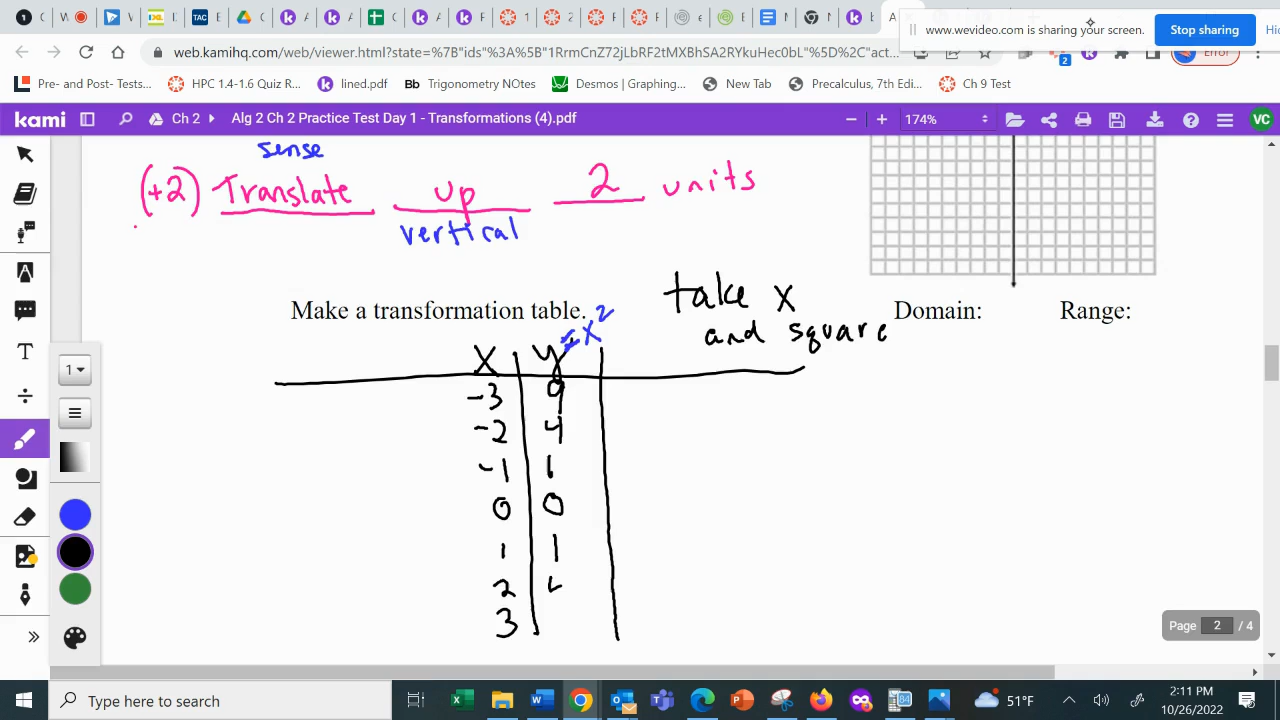 www.wevideo.com is sharing your screen. Stop sharing
web.kamihq.com/web/viewer.html?state=%7B"ids"%3A%5B"1RrmCnZ72jLbRF2tMXBhSA2RYkuHec0bL"%5D%2C"act... Error
Pre- and Post- Tests... HPC 1.4-1.6 Quiz R... lined.pdf Bb Trigonometry NOtes Desmos | Graphing... New Tab Precalculus, 7th Edi... Ch 9 Test
kami Ch 2 Alg 2 Ch 2 Practice Test Day 1 - Transformations (4).pdf 174% VC
sense
(+2) Translate up 2 units
vertical
Make a transformation table. take x Domain: Range:
and square
x y = x²
-3 9
-2 4
-1 1
0 0
1 1
2
3
1
Page 2 / 4
Type here to search 51°F 2:11 PM
10/26/2022